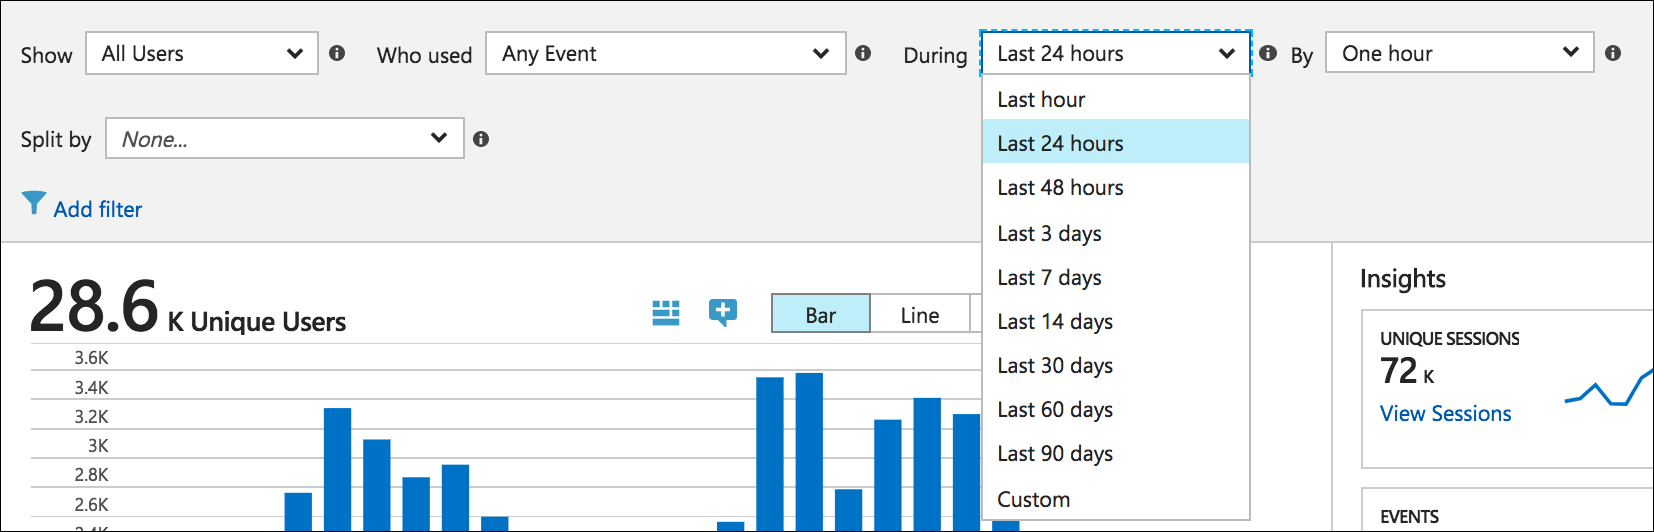 Show All Users Who used Any Event During Last 24 hours By One hour
Last hour
Last 24 hours
Last 48 hours
Last 3 days
Last 7 days
Last 14 days
Last 30 days
Last 60 days
Last 90 days
Custom
Split by None...
Add filter
28.6 K Unique Users
Bar Line
3.6K
3.4K
3.2K
3K
2.8K
2.6K
2.4K
Insights
UNIQUE SESSIONS
72 K
View Sessions
EVENTS